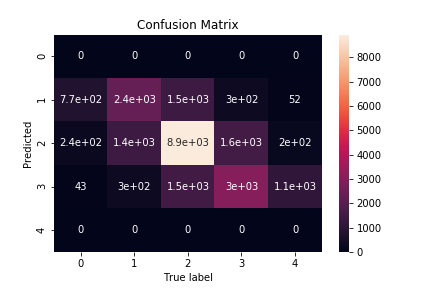 Confusion Matrix
0 0 0 0 0 0
1 7.7e+02 2.4e+03 1.5e+03 3e+02 52
2 2.4e+02 1.4e+03 8.9e+03 1.6e+03 2e+02
3 43 3e+02 1.5e+03 3e+03 1.1e+03
4 0 0 0 0 0
0 1 2 3 4
True label
Predicted
8000
7000
6000
5000
4000
3000
2000
1000
0